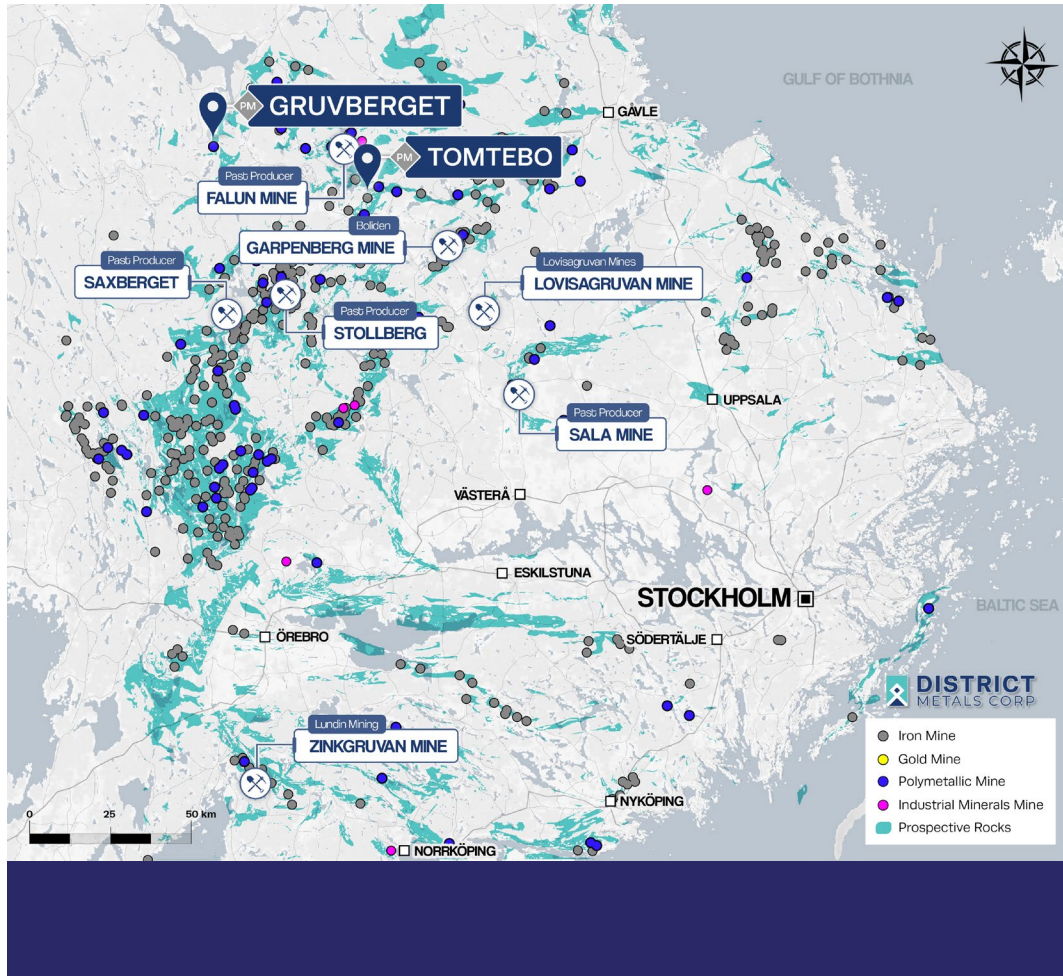 GULF OF BOTHNIA
PM GRUVBERGET
GÄVLE
PM TOMTEBO
Past Producer
FALUN MINE
Boliden
GARPENBERG MINE
Past Producer
SAXBERGET
Lovisagruvan Mines
LOVISAGRUVAN MINE
Past Producer
STOLLBERG
UPPSALA
Past Producer
SALA MINE
VÄSTERÅ
ESKILSTUNA
STOCKHOLM
BALTIC SEA
ÖREBRO
SÖDERTÄLJE
DISTRICT
METALS CORP
Lundin Mining
ZINKGRUVAN MINE
Iron Mine
Gold Mine
Polymetallic Mine
Industrial Minerals Mine
Prospective Rocks
NYKÖPING
0 25 50 km
NORRKÖPING